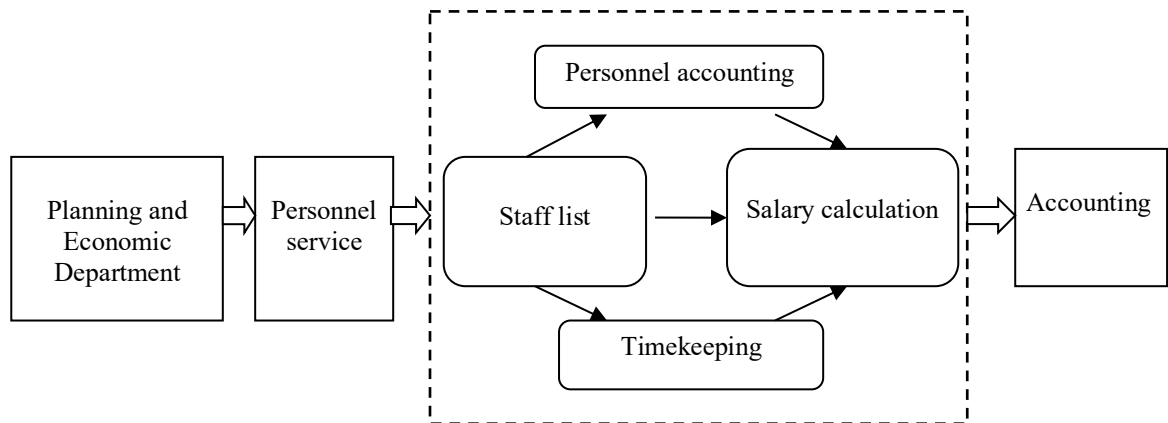 Personnel accounting
Planning and
Economic
Department
Personnel
service
Staff list
Salary calculation
Accounting
Timekeeping